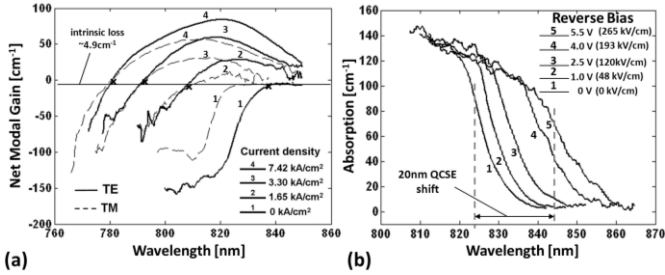 Net Modal Gain [cm⁻¹]
100
50
0
-50
-100
-150
-200
intrinsic loss
~4.9cm⁻¹
4
4
3
3
2
2
1
1
Current density
4 7.42 kA/cm²
3 3.30 kA/cm²
2 1.65 kA/cm²
1 0 kA/cm²
TE
TM
760 780 800 820 840 860
Wavelength [nm]
(a)
Absorption [cm⁻¹]
160
140
120
100
80
60
40
20
0
Reverse Bias
5 5.5 V (265 kV/cm)
4 4.0 V (193 kV/cm)
3 2.5 V (120kV/cm)
2 1.0 V (48 kV/cm)
1 0 V (0 kV/cm)
1
2
3
4
5
20nm QCSE
shift
800 810 820 830 840 850 860 870
Wavelength [nm]
(b)